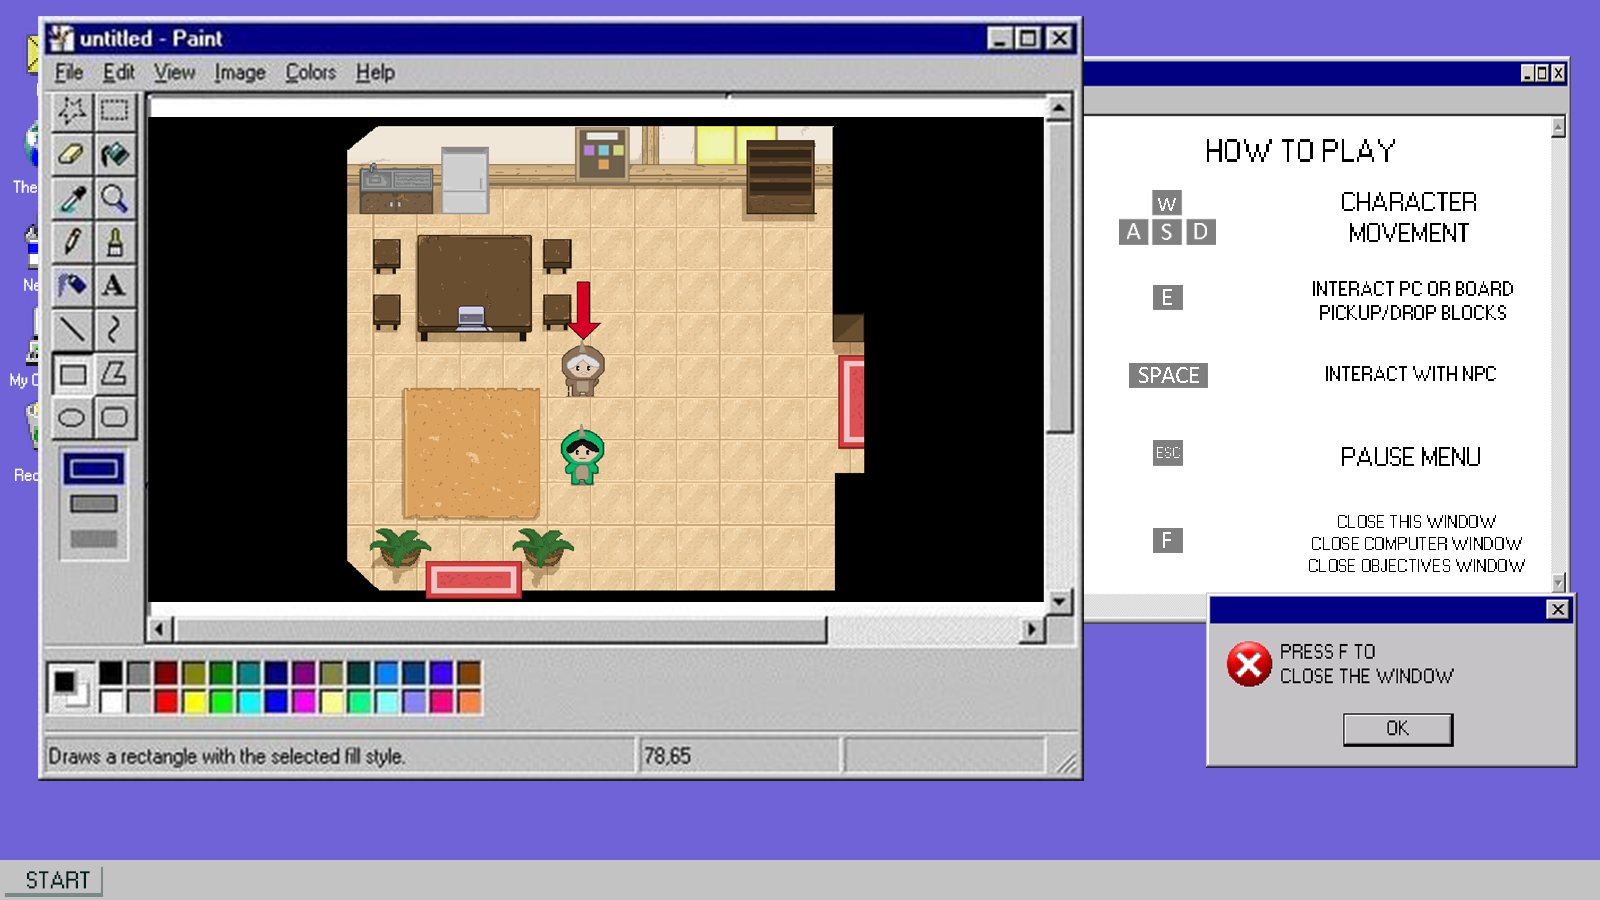 untitled - Paint
File Edit View Image Colors Help
A
Draws a rectangle with the selected fill style.
78,65
HOW TO PLAY
W
A S D
CHARACTER
MOVEMENT
E
INTERACT PC OR BOARD
PICKUP/DROP BLOCKS
SPACE
INTERACT WITH NPC
ESC
PAUSE MENU
F
CLOSE THIS WINDOW
CLOSE COMPUTER WINDOW
CLOSE OBJECTIVES WINDOW
PRESS F TO
CLOSE THE WINDOW
OK
The
Ne
My C
Rec
START